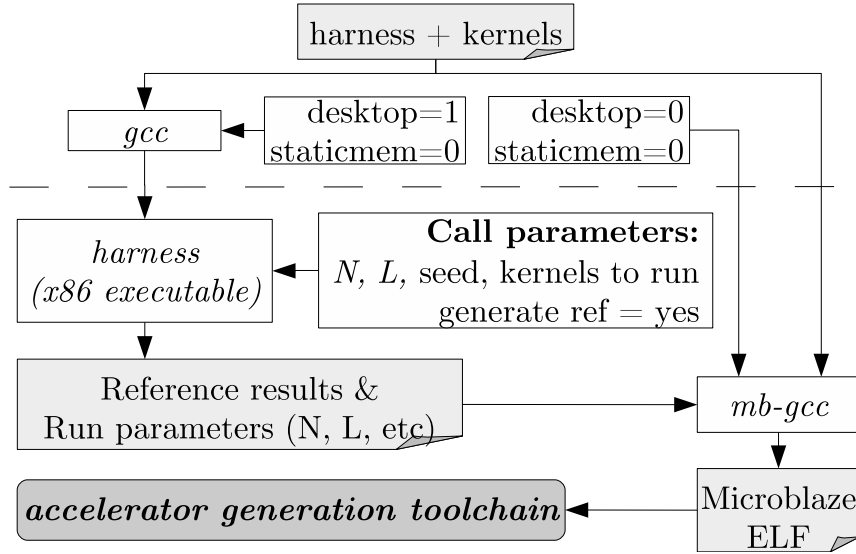 harness + kernels
gcc
desktop=1
staticmem=0
desktop=0
staticmem=0
harness
(x86 executable)
Call parameters:
N, L, seed, kernels to run
generate ref = yes
Reference results &
Run parameters (N, L, etc)
mb-gcc
accelerator generation toolchain
Microblaze
ELF